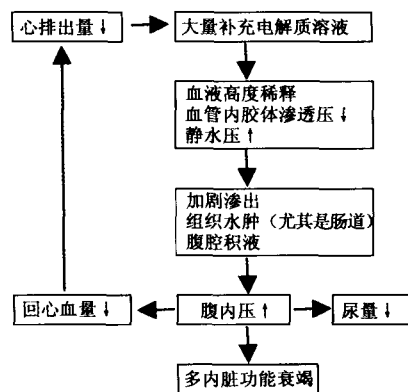 心排出量↓
大量补充电解质溶液
血液高度稀释
血管内胶体渗透压↓
静水压↑
加剧渗出
组织水肿（尤其是肠道）
腹腔积液
回心血量↓
腹内压↑
尿量↓
多内脏功能衰竭